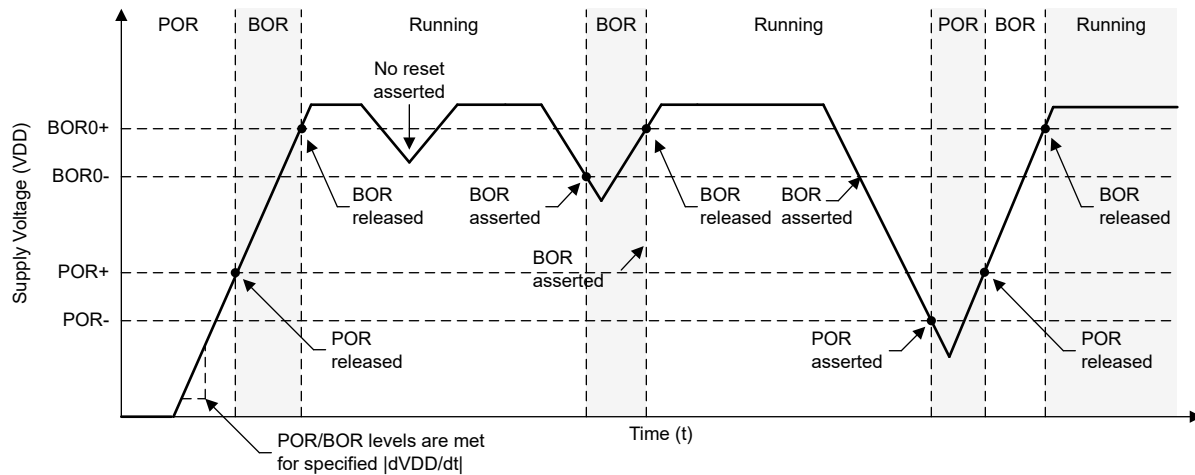 POR
BOR
Running
BOR
Running
POR
BOR
Running
No reset
asserted
BOR0+
BOR0-
POR+
POR-
Supply Voltage (VDD)
BOR
released
BOR
asserted
BOR
released
BOR
asserted
BOR
released
BOR
asserted
POR
released
POR
asserted
POR
released
Time (t)
POR/BOR levels are met
for specified |dVDD/dt|